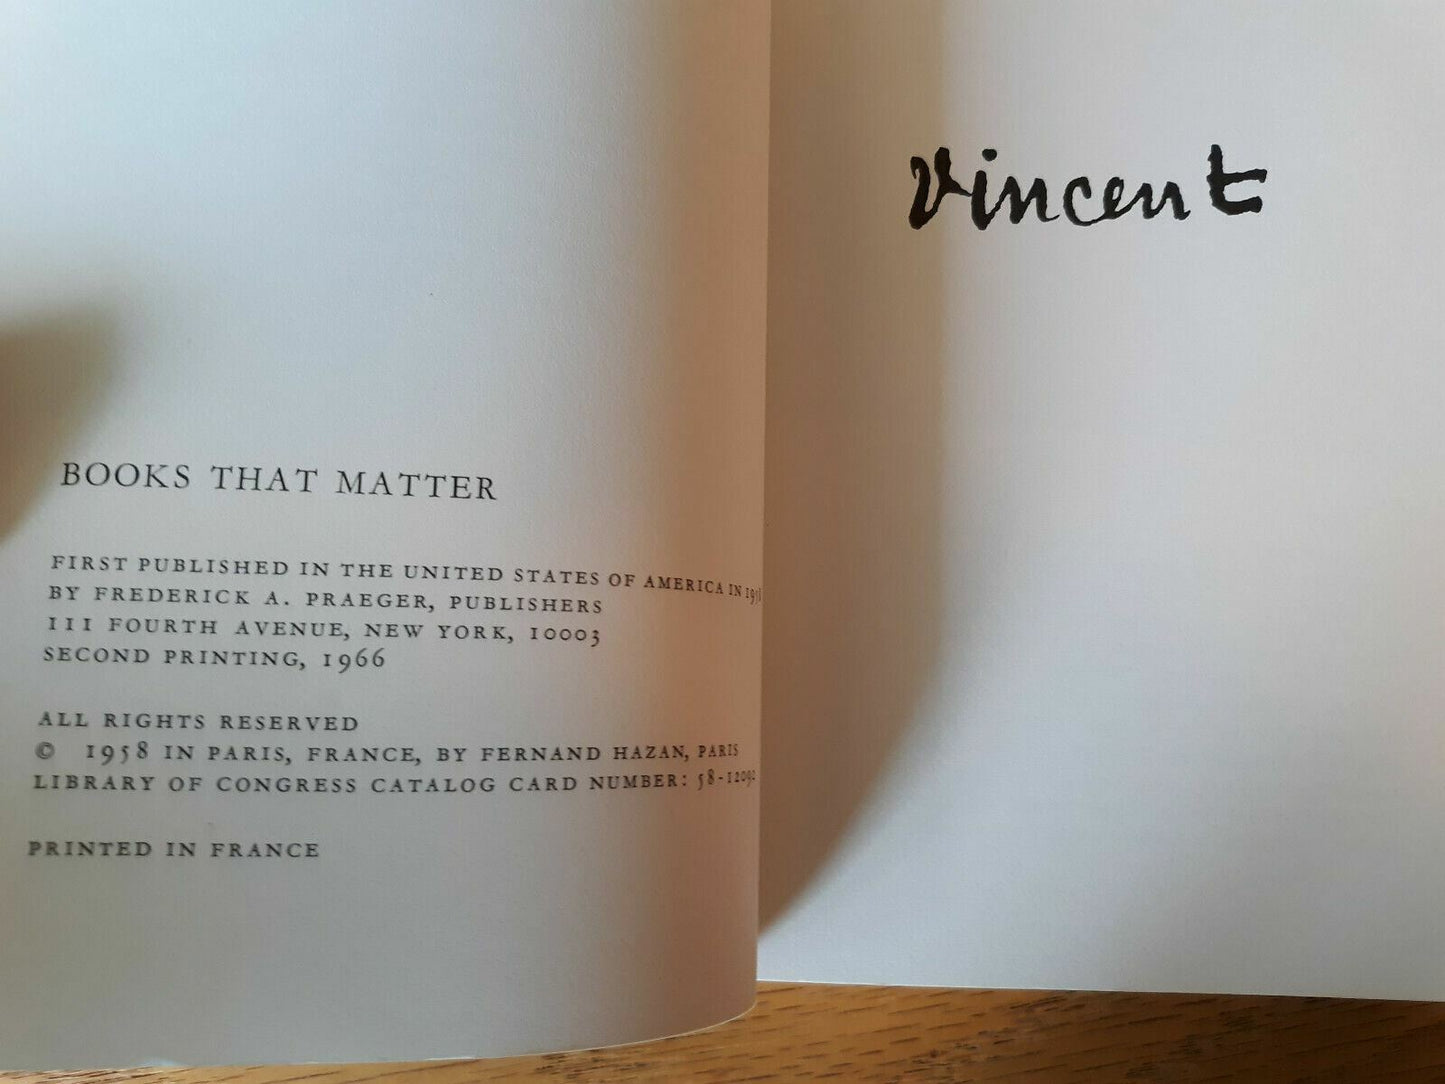 BOOKS THAT MATTER
FIRST PUBLISHED IN THE UNITED STATES OF AMERICA IN 1958
BY FREDERICK A. PRAEGER, PUBLISHERS
111 FOURTH AVENUE, NEW YORK, 10003
SECOND PRINTING, 1966
ALL RIGHTS RESERVED
© 1958 IN PARIS, FRANCE, BY FERNAND HAZAN, PARIS
LIBRARY OF CONGRESS CATALOG CARD NUMBER:
PRINTED IN FRANCE
Vincent